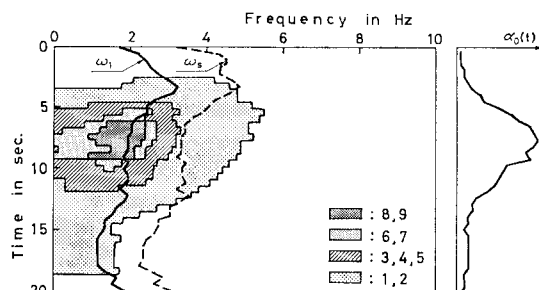 Frequency in Hz
0 2 4 6 8 10
α₀(t)
0
5
10
15
20
Time in sec.
ω₁
ωₛ
: 8,9
: 6,7
: 3,4,5
: 1,2